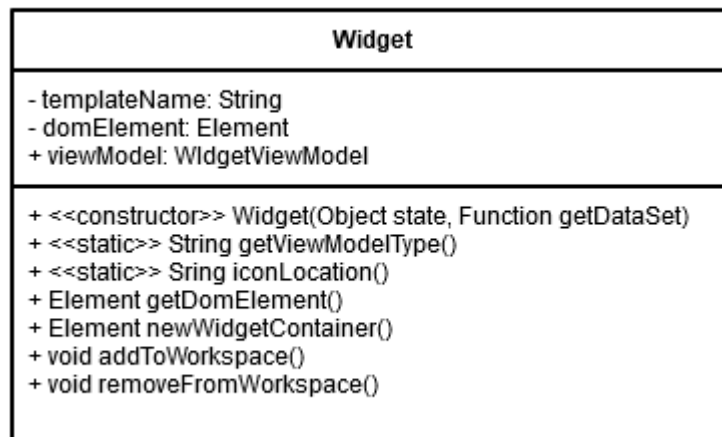 Widget
- templateName: String
- domElement: Element
+ viewModel: WIdgetViewModel
+ <<constructor>> Widget(Object state, Function getDataSet)
+ <<static>> String getViewModelType()
+ <<static>> Sring iconLocation()
+ Element getDomElement()
+ Element newWidgetContainer()
+ void addToWorkspace()
+ void removeFromWorkspace()